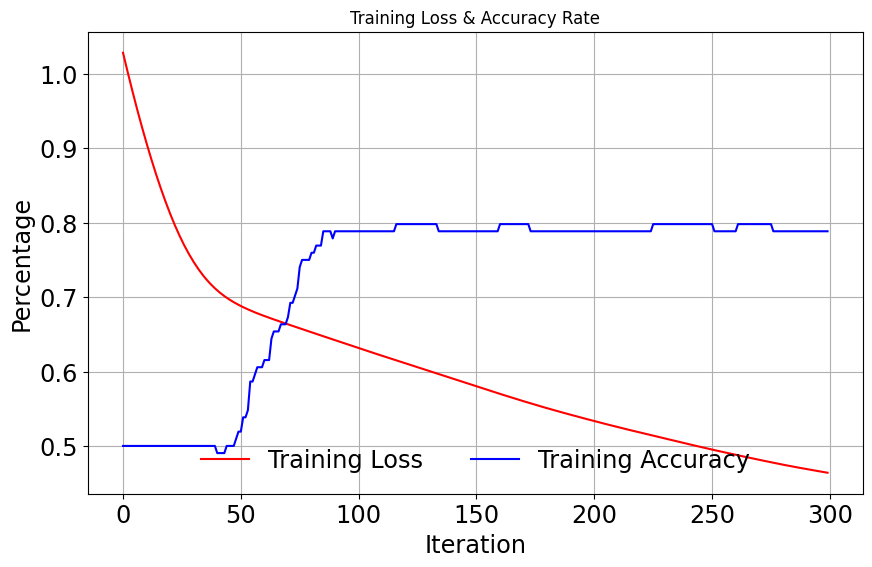 Training Loss & Accuracy Rate
Percentage
1.0
0.9
0.8
0.7
0.6
0.5
Training Loss Training Accuracy
0 50 100 150 200 250 300
Iteration